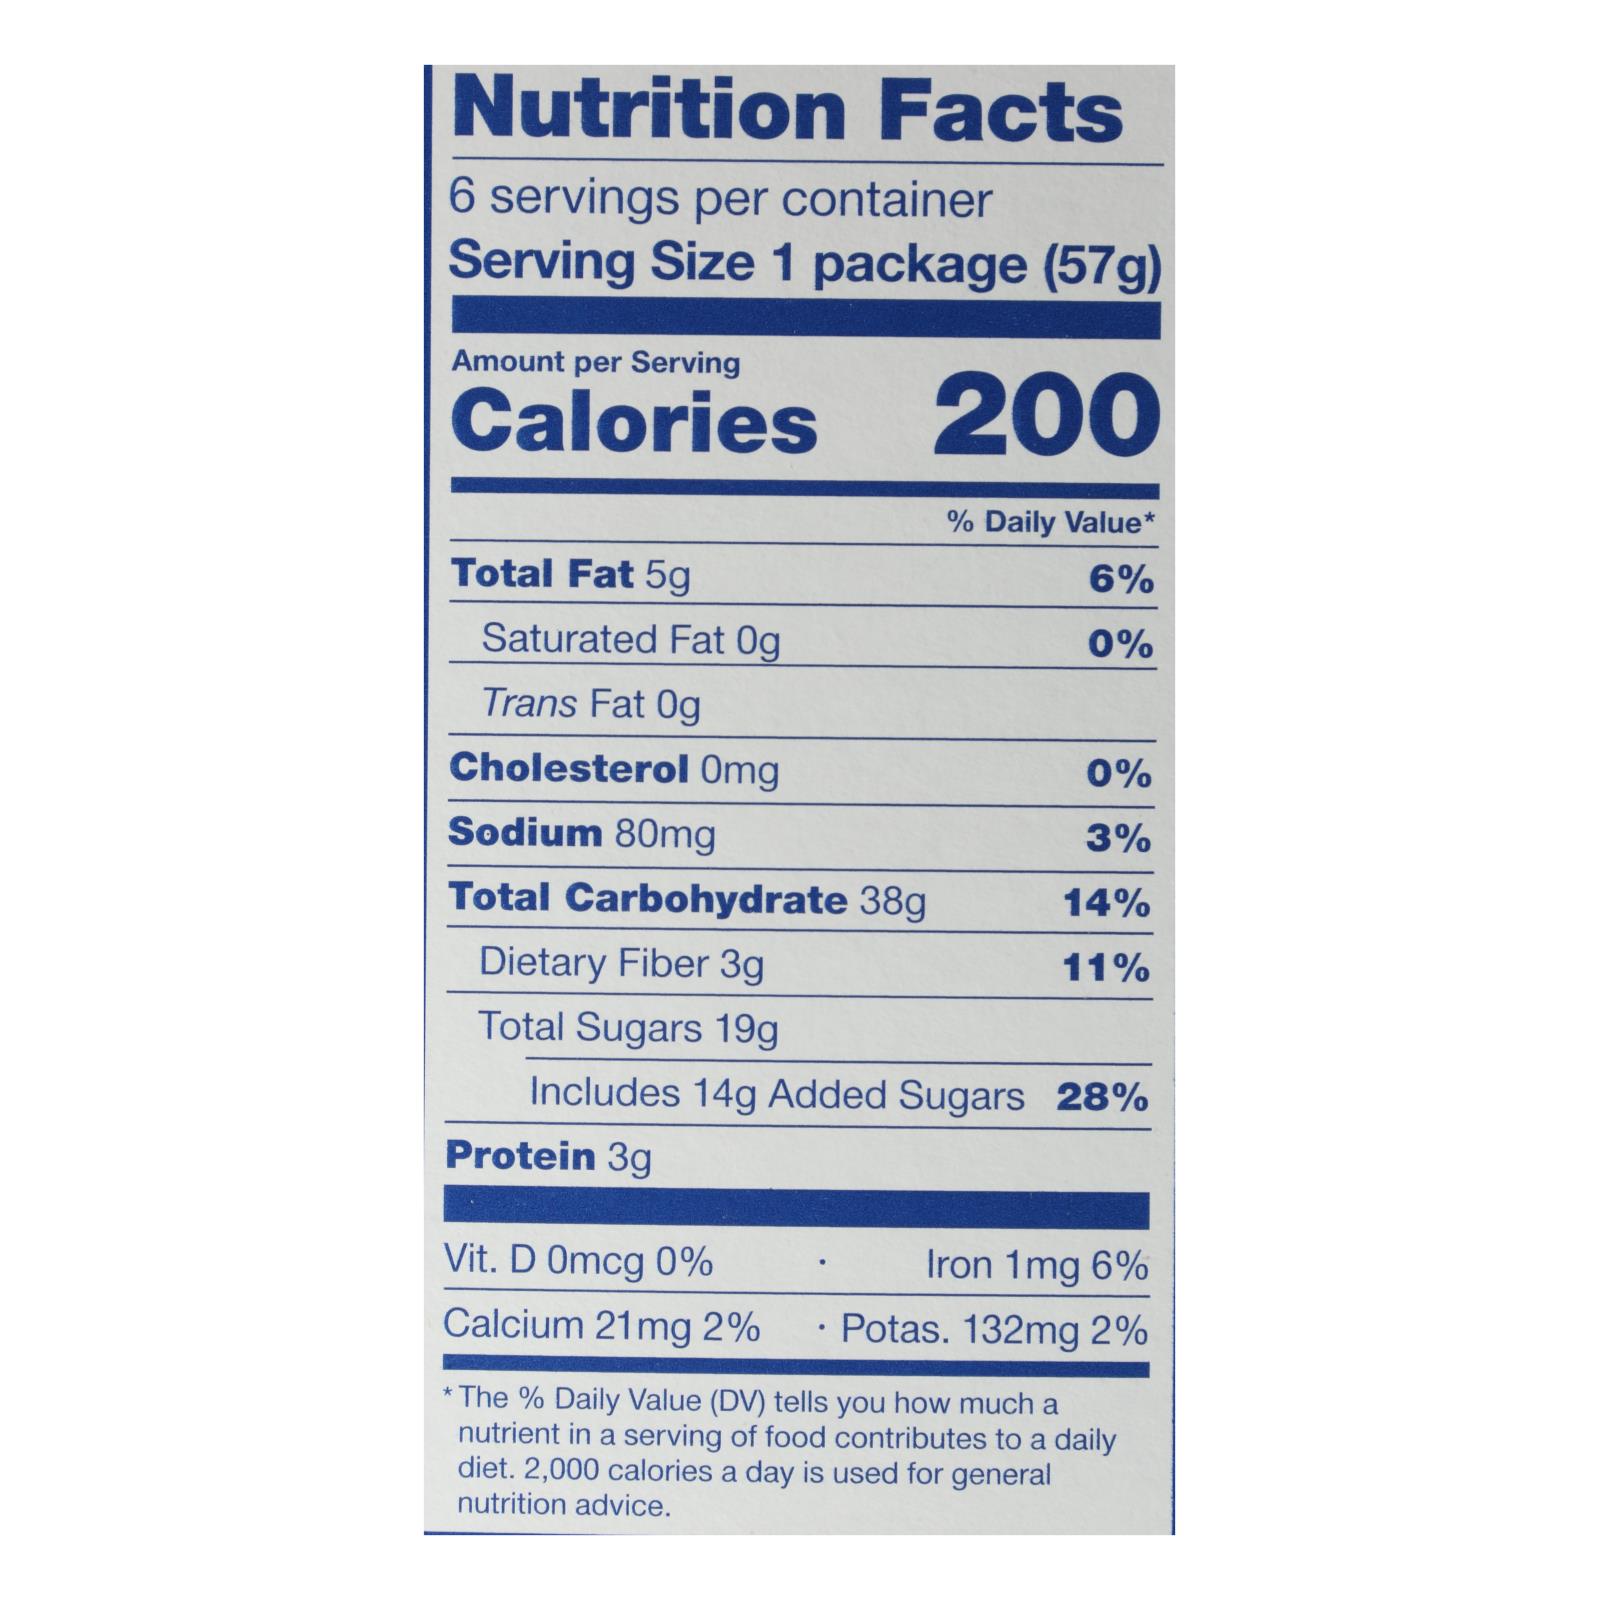 Nutrition Facts
6 servings per container
Serving Size 1 package (57g)
Amount per Serving
Calories 200
% Daily Value*
Total Fat 5g 6%
Saturated Fat 0g 0%
Trans Fat 0g
Cholesterol 0mg 0%
Sodium 80mg 3%
Total Carbohydrate 38g 14%
Dietary Fiber 3g 11%
Total Sugars 19g
Includes 14g Added Sugars 28%
Protein 3g
Vit. D 0mcg 0% · Iron 1mg 6%
Calcium 21mg 2% · Potas. 132mg 2%
* The % Daily Value (DV) tells you how much a
nutrient in a serving of food contributes to a daily
diet. 2,000 calories a day is used for general
nutrition advice.